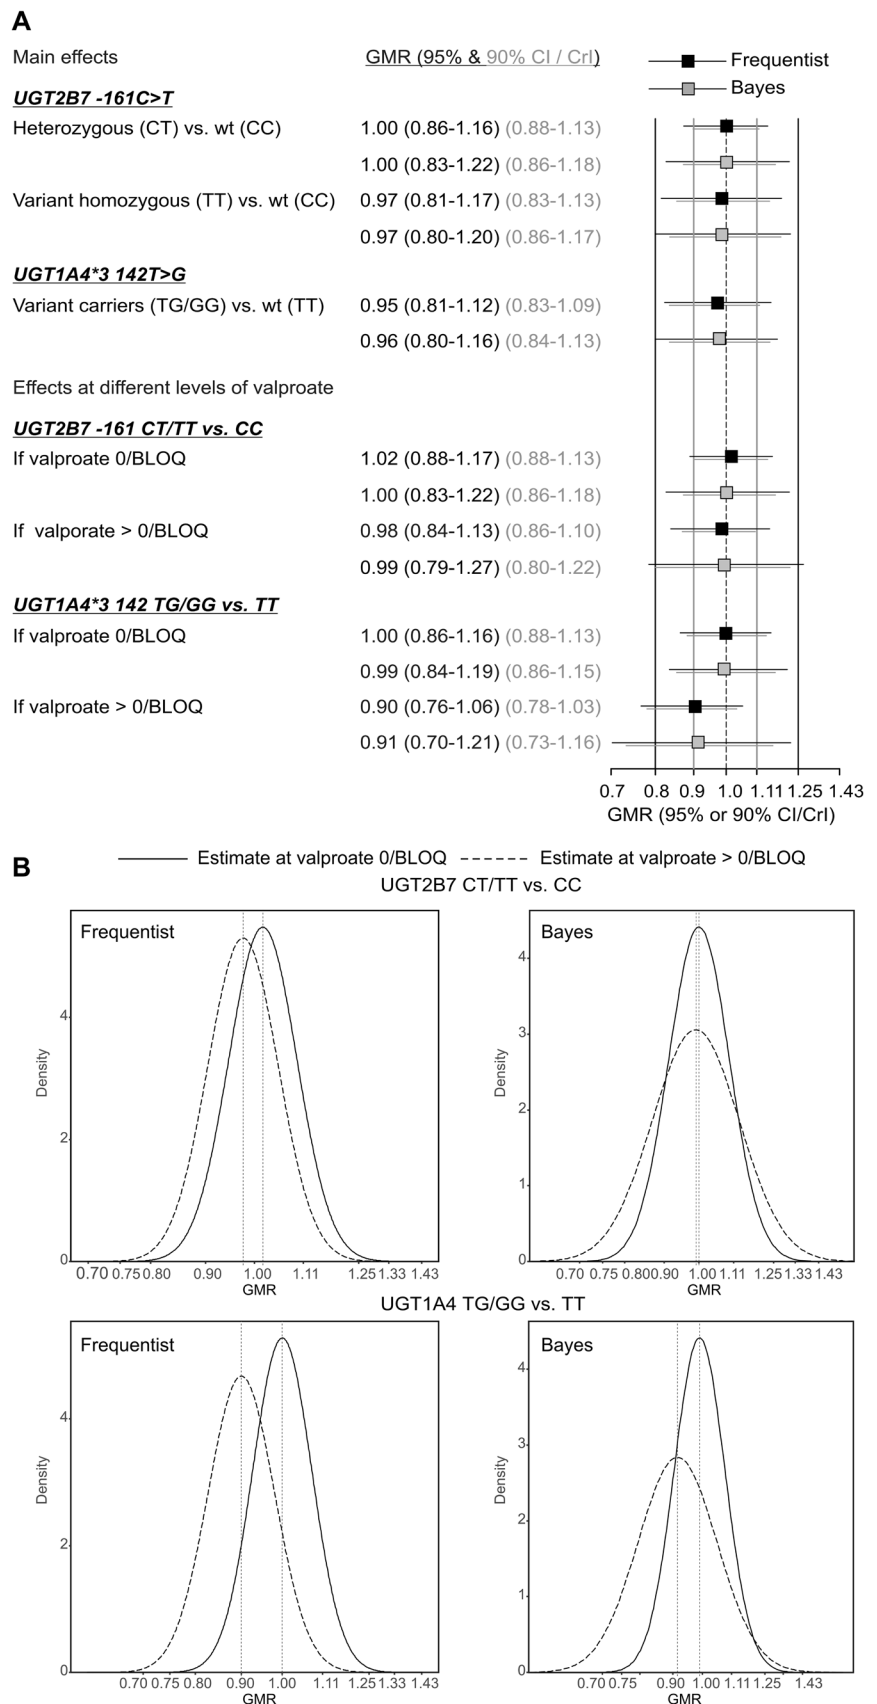 A
Main effects GMR (95% & 90% CI / CrI) Frequentist
Bayes
UGT2B7 -161C>T
Heterozygous (CT) vs. wt (CC) 1.00 (0.86-1.16) (0.88-1.13)
1.00 (0.83-1.22) (0.86-1.18)
Variant homozygous (TT) vs. wt (CC) 0.97 (0.81-1.17) (0.83-1.13)
0.97 (0.80-1.20) (0.86-1.17)
UGT1A4*3 142T>G
Variant carriers (TG/GG) vs. wt (TT) 0.95 (0.81-1.12) (0.83-1.09)
0.96 (0.80-1.16) (0.84-1.13)
Effects at different levels of valproate
UGT2B7 -161 CT/TT vs. CC
If valproate 0/BLOQ 1.02 (0.88-1.17) (0.88-1.13)
1.00 (0.83-1.22) (0.86-1.18)
If valporate > 0/BLOQ 0.98 (0.84-1.13) (0.86-1.10)
0.99 (0.79-1.27) (0.80-1.22)
UGT1A4*3 142 TG/GG vs. TT
If valproate 0/BLOQ 1.00 (0.86-1.16) (0.88-1.13)
0.99 (0.84-1.19) (0.86-1.15)
If valproate > 0/BLOQ 0.90 (0.76-1.06) (0.78-1.03)
0.91 (0.70-1.21) (0.73-1.16)
0.7 0.8 0.9 1.0 1.11 1.25 1.43
GMR (95% or 90% CI/CrI)
B
Estimate at valproate 0/BLOQ Estimate at valproate > 0/BLOQ
UGT2B7 CT/TT vs. CC
Frequentist
Density
4
2
0
0.70 0.75 0.80 0.90 1.00 1.11 1.25 1.33 1.43
GMR
Bayes
Density
4
3
2
1
0
0.70 0.75 0.80 0.90 1.00 1.11 1.25 1.33 1.43
GMR
UGT1A4 TG/GG vs. TT
Frequentist
Density
4
2
0
0.70 0.75 0.80 0.90 1.00 1.11 1.25 1.33 1.43
GMR
Bayes
Density
4
3
2
1
0
0.70 0.75 0.90 1.00 1.11 1.25 1.43
GMR